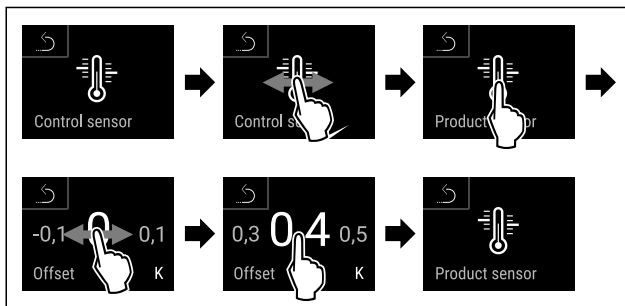 Control sensor
Control s
Product sor
-0,1 0 0,1
Offset K
0,3 0,4 0,5
Offset K
Product sensor